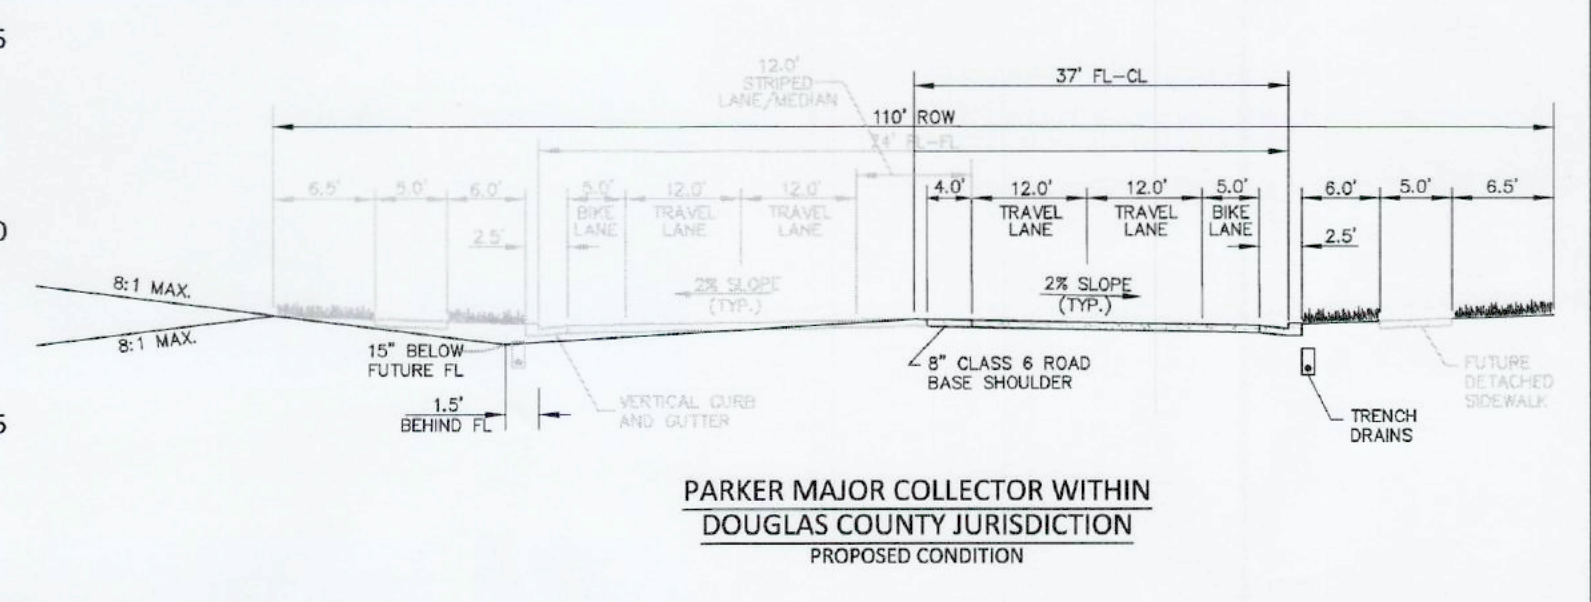 5
12.0'
STRIPED
LANE/MEDIAN
37' FL-CL
110' ROW
74' FL-FL
6.5'
5.0'
6.0'
5.0'
12.0'
12.0'
4.0'
12.0'
12.0'
5.0'
6.0'
5.0'
6.5'
BIKE
LANE
TRAVEL
LANE
TRAVEL
LANE
TRAVEL
LANE
TRAVEL
LANE
BIKE
LANE
0
2.5'
2.5'
8:1 MAX.
2% SLOPE
(TYP.)
2% SLOPE
(TYP.)
8:1 MAX.
15" BELOW
FUTURE FL
8" CLASS 6 ROAD
BASE SHOULDER
FUTURE
DETACHED
SIDEWALK
5
1.5'
BEHIND FL
VERTICAL CURB
AND GUTTER
TRENCH
DRAINS
PARKER MAJOR COLLECTOR WITHIN
DOUGLAS COUNTY JURISDICTION
PROPOSED CONDITION